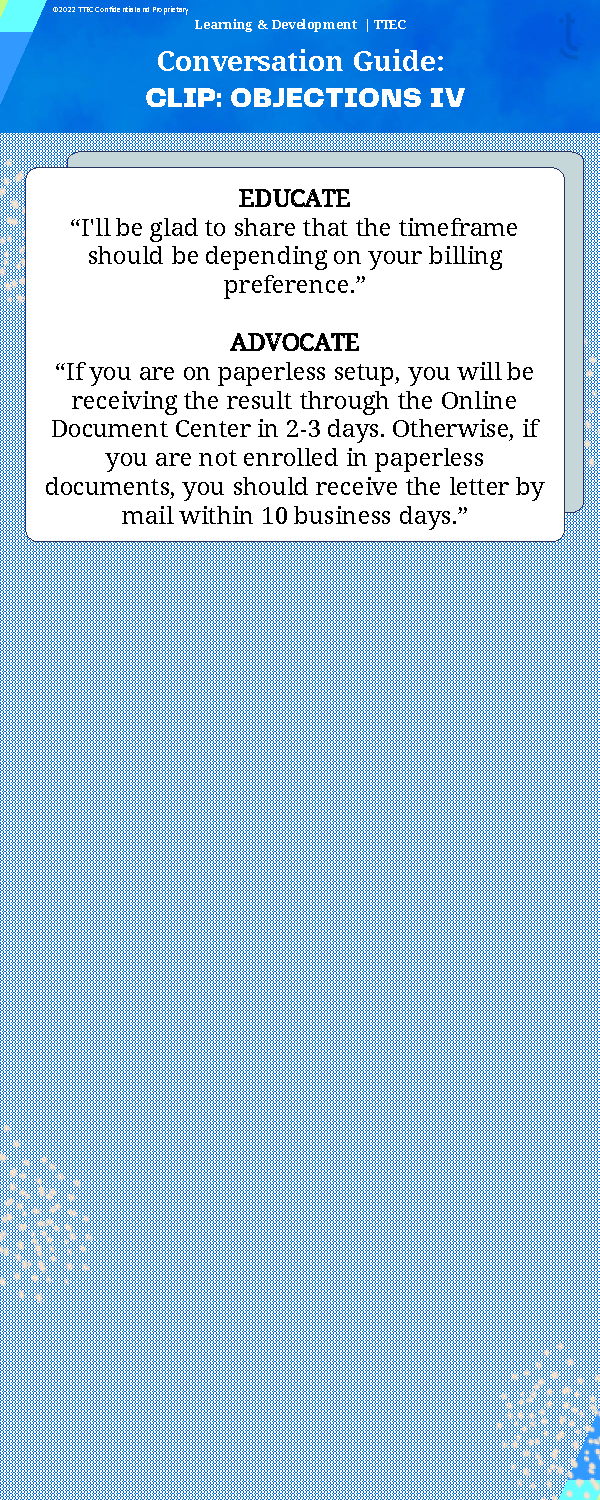 ©2022 TTEC Confidential and Proprietary
Learning & Development | TTEC
Conversation Guide:
CLIP: OBJECTIONS IV
EDUCATE
“I'll be glad to share that the timeframe
should be depending on your billing
preference.”
ADVOCATE
“If you are on paperless setup, you will be
receiving the result through the Online
Document Center in 2-3 days. Otherwise, if
you are not enrolled in paperless
documents, you should receive the letter by
mail within 10 business days.”